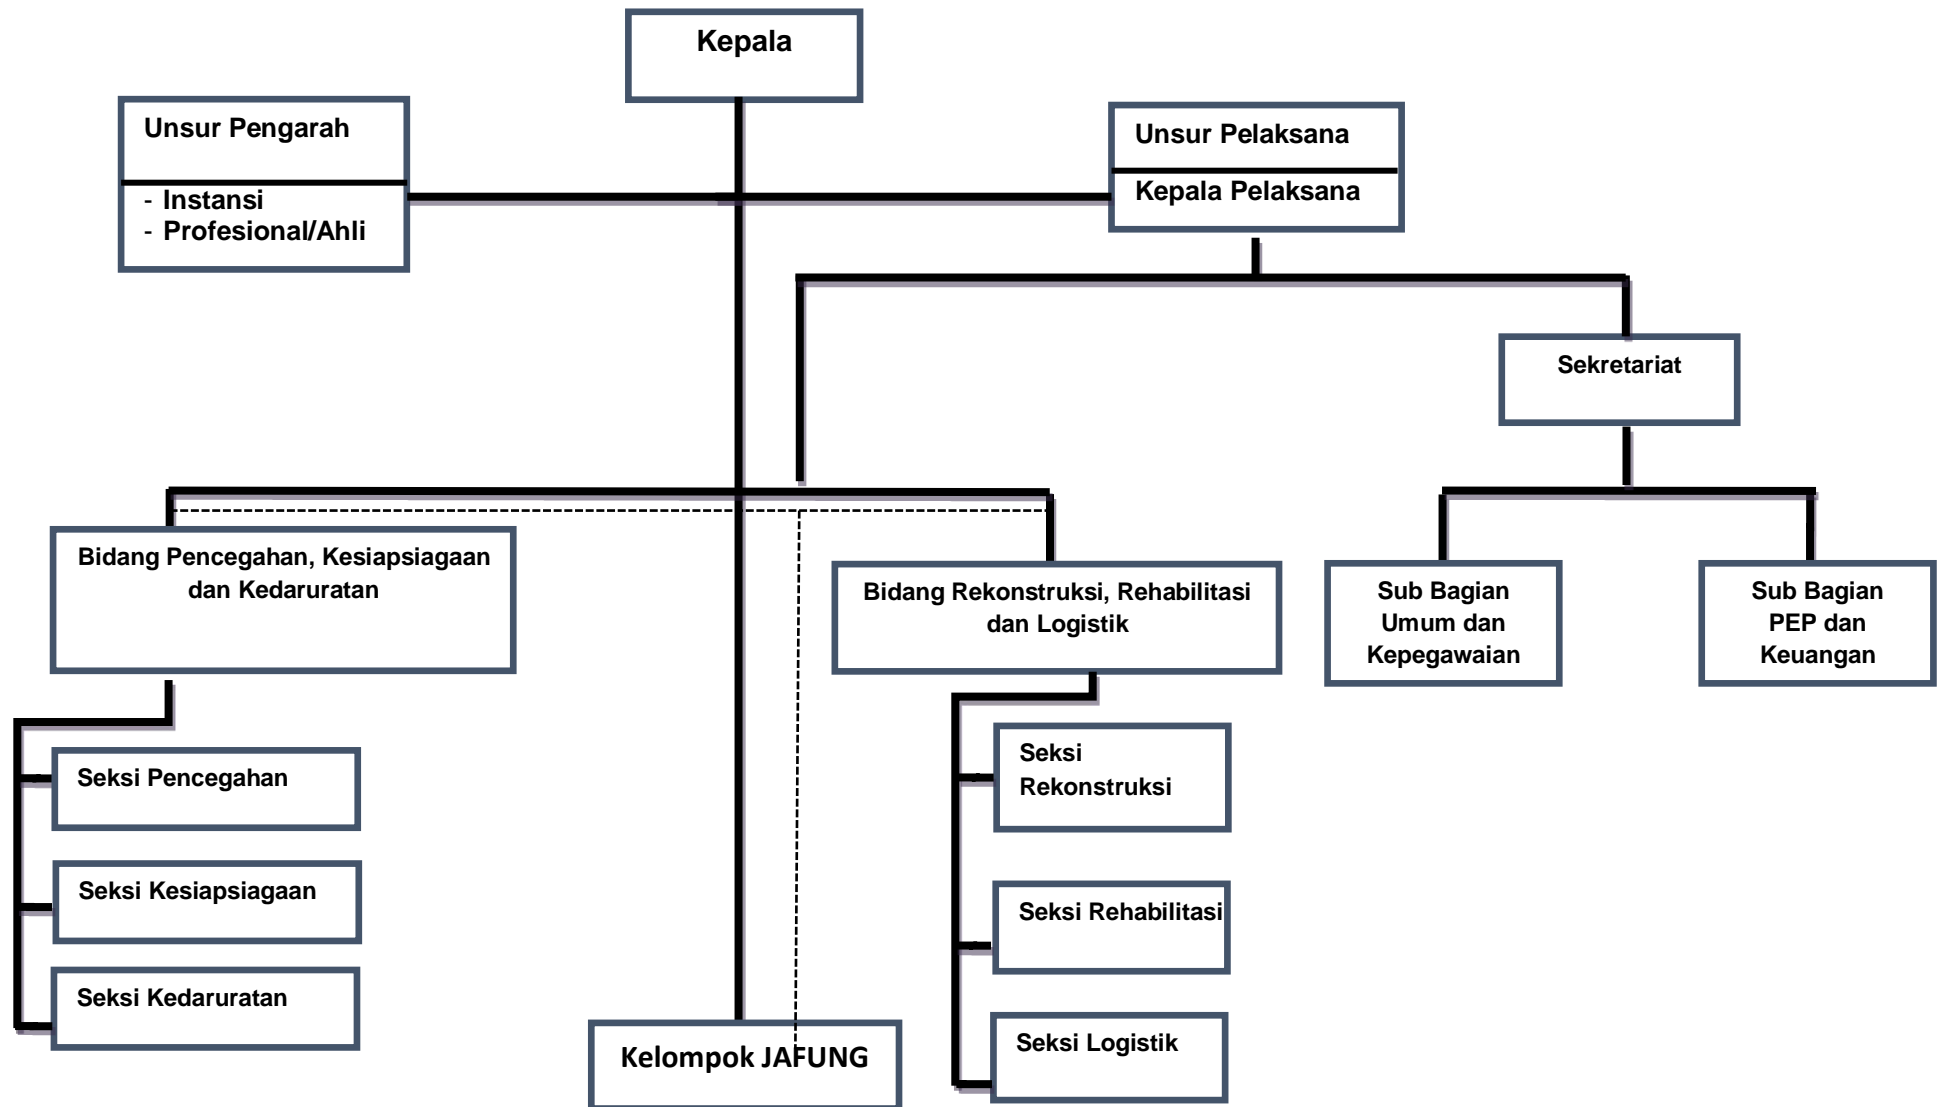 Kepala
Unsur Pengarah
- Instansi
- Profesional/Ahli
Unsur Pelaksana
Kepala Pelaksana
Sekretariat
Bidang Pencegahan, Kesiapsiagaan
dan Kedaruratan
Bidang Rekonstruksi, Rehabilitasi
dan Logistik
Sub Bagian
Umum dan
Kepegawaian
Sub Bagian
PEP dan
Keuangan
Seksi Pencegahan
Seksi Kesiapsiagaan
Seksi Kedaruratan
Seksi
Rekonstruksi
Seksi Rehabilitasi
Seksi Logistik
Kelompok JAFUNG